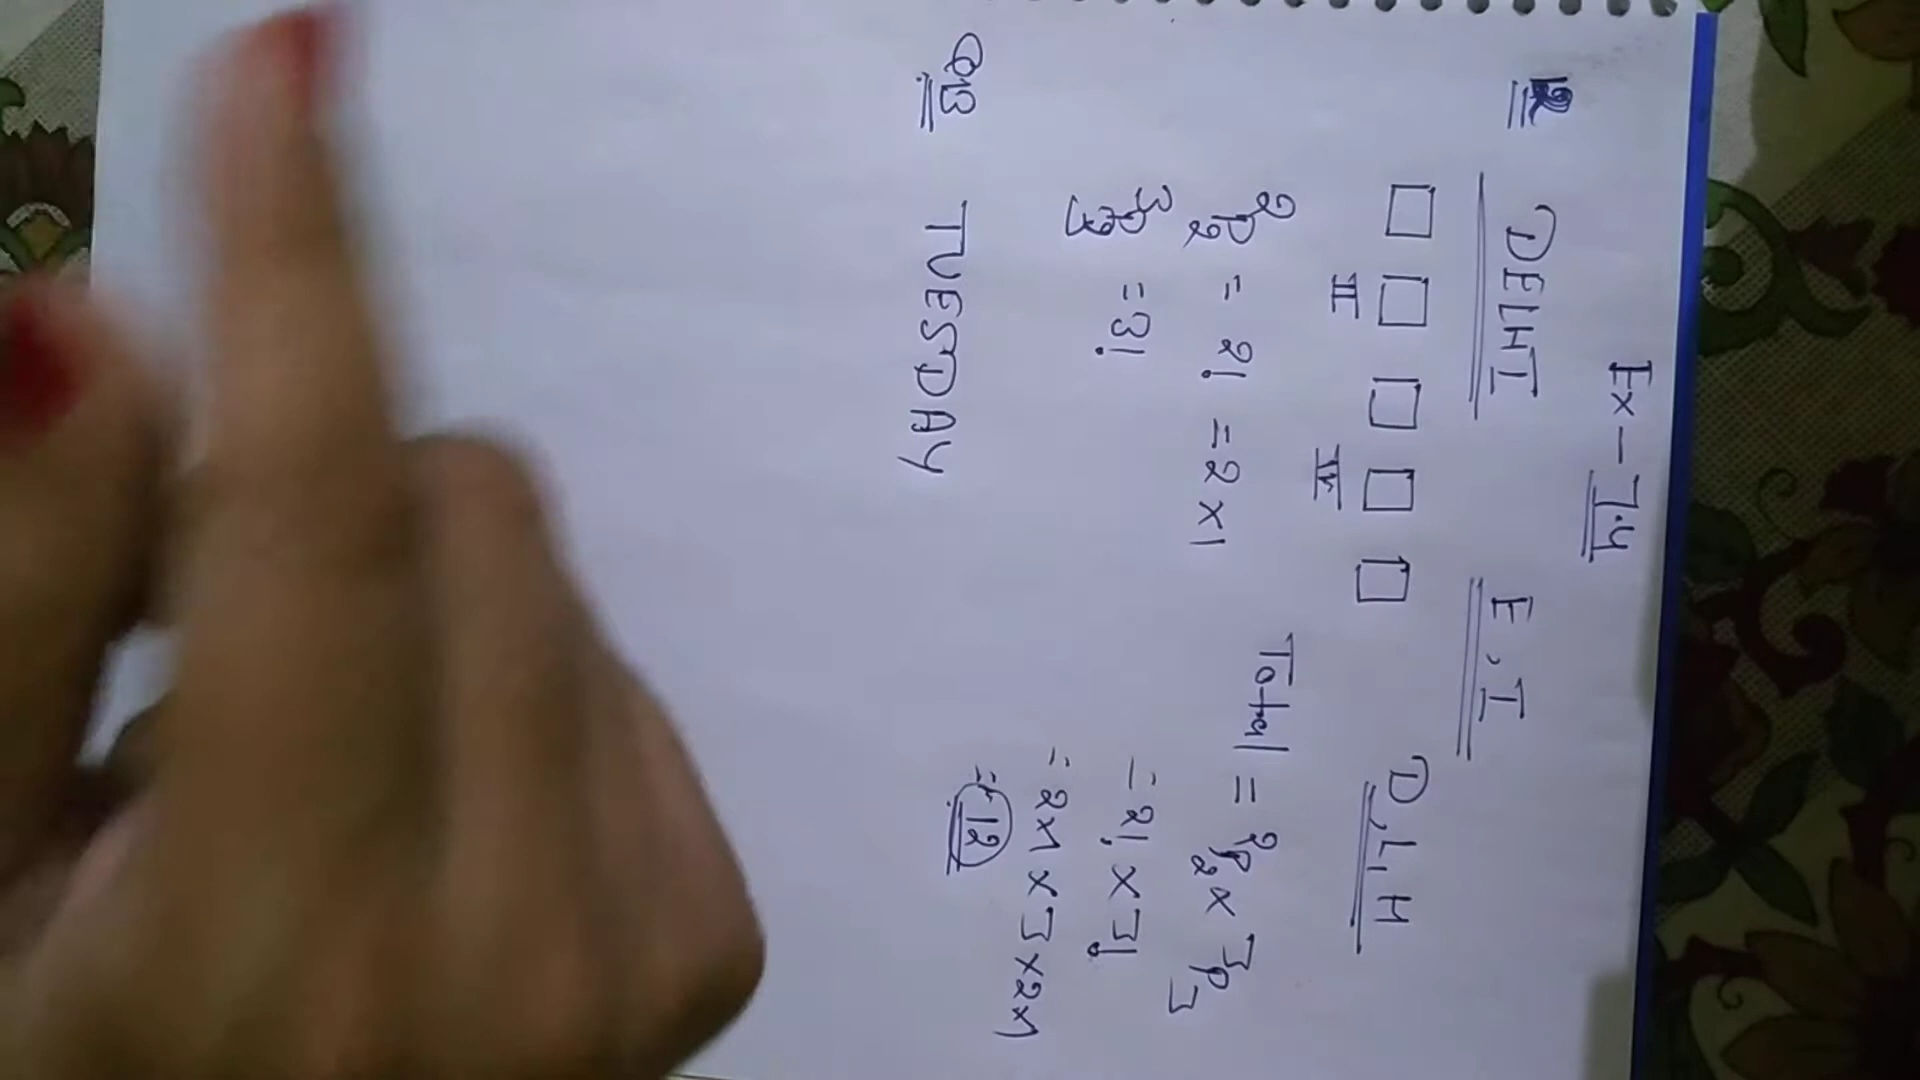 Ex - 7.4
DELHI E, I
D, L, H
□ □ □ □ □
II IV
²P₂ = 2! = 2×1
³P₃ = 3!
Total = ²P₂ × ³P₃
= 2! × 3!
= 2×1 × 3×2×1
= 12
Q13 TUESDAY